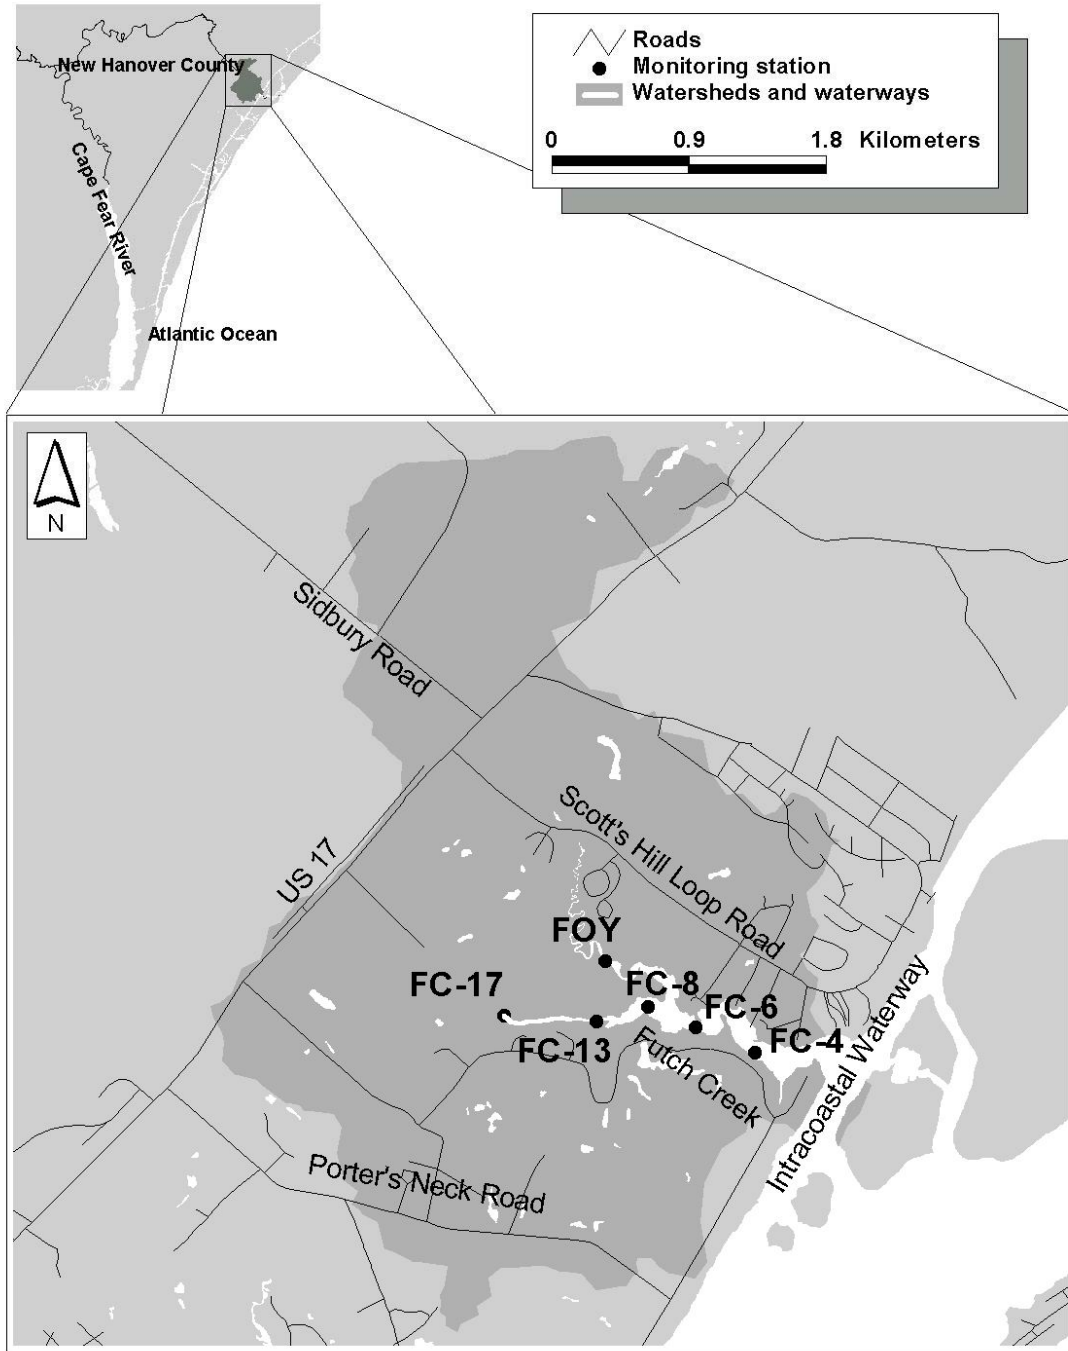 New Hanover County
Cape Fear River
Atlantic Ocean
Roads
Monitoring station
Watersheds and waterways
0 0.9 1.8 Kilometers
N
Sidbury Road
US 17
Scott's Hill Loop Road
FOY
FC-17
FC-8
FC-6
FC-13
FC-4
Futch Creek
Intracoastal Waterway
Porter's Neck Road